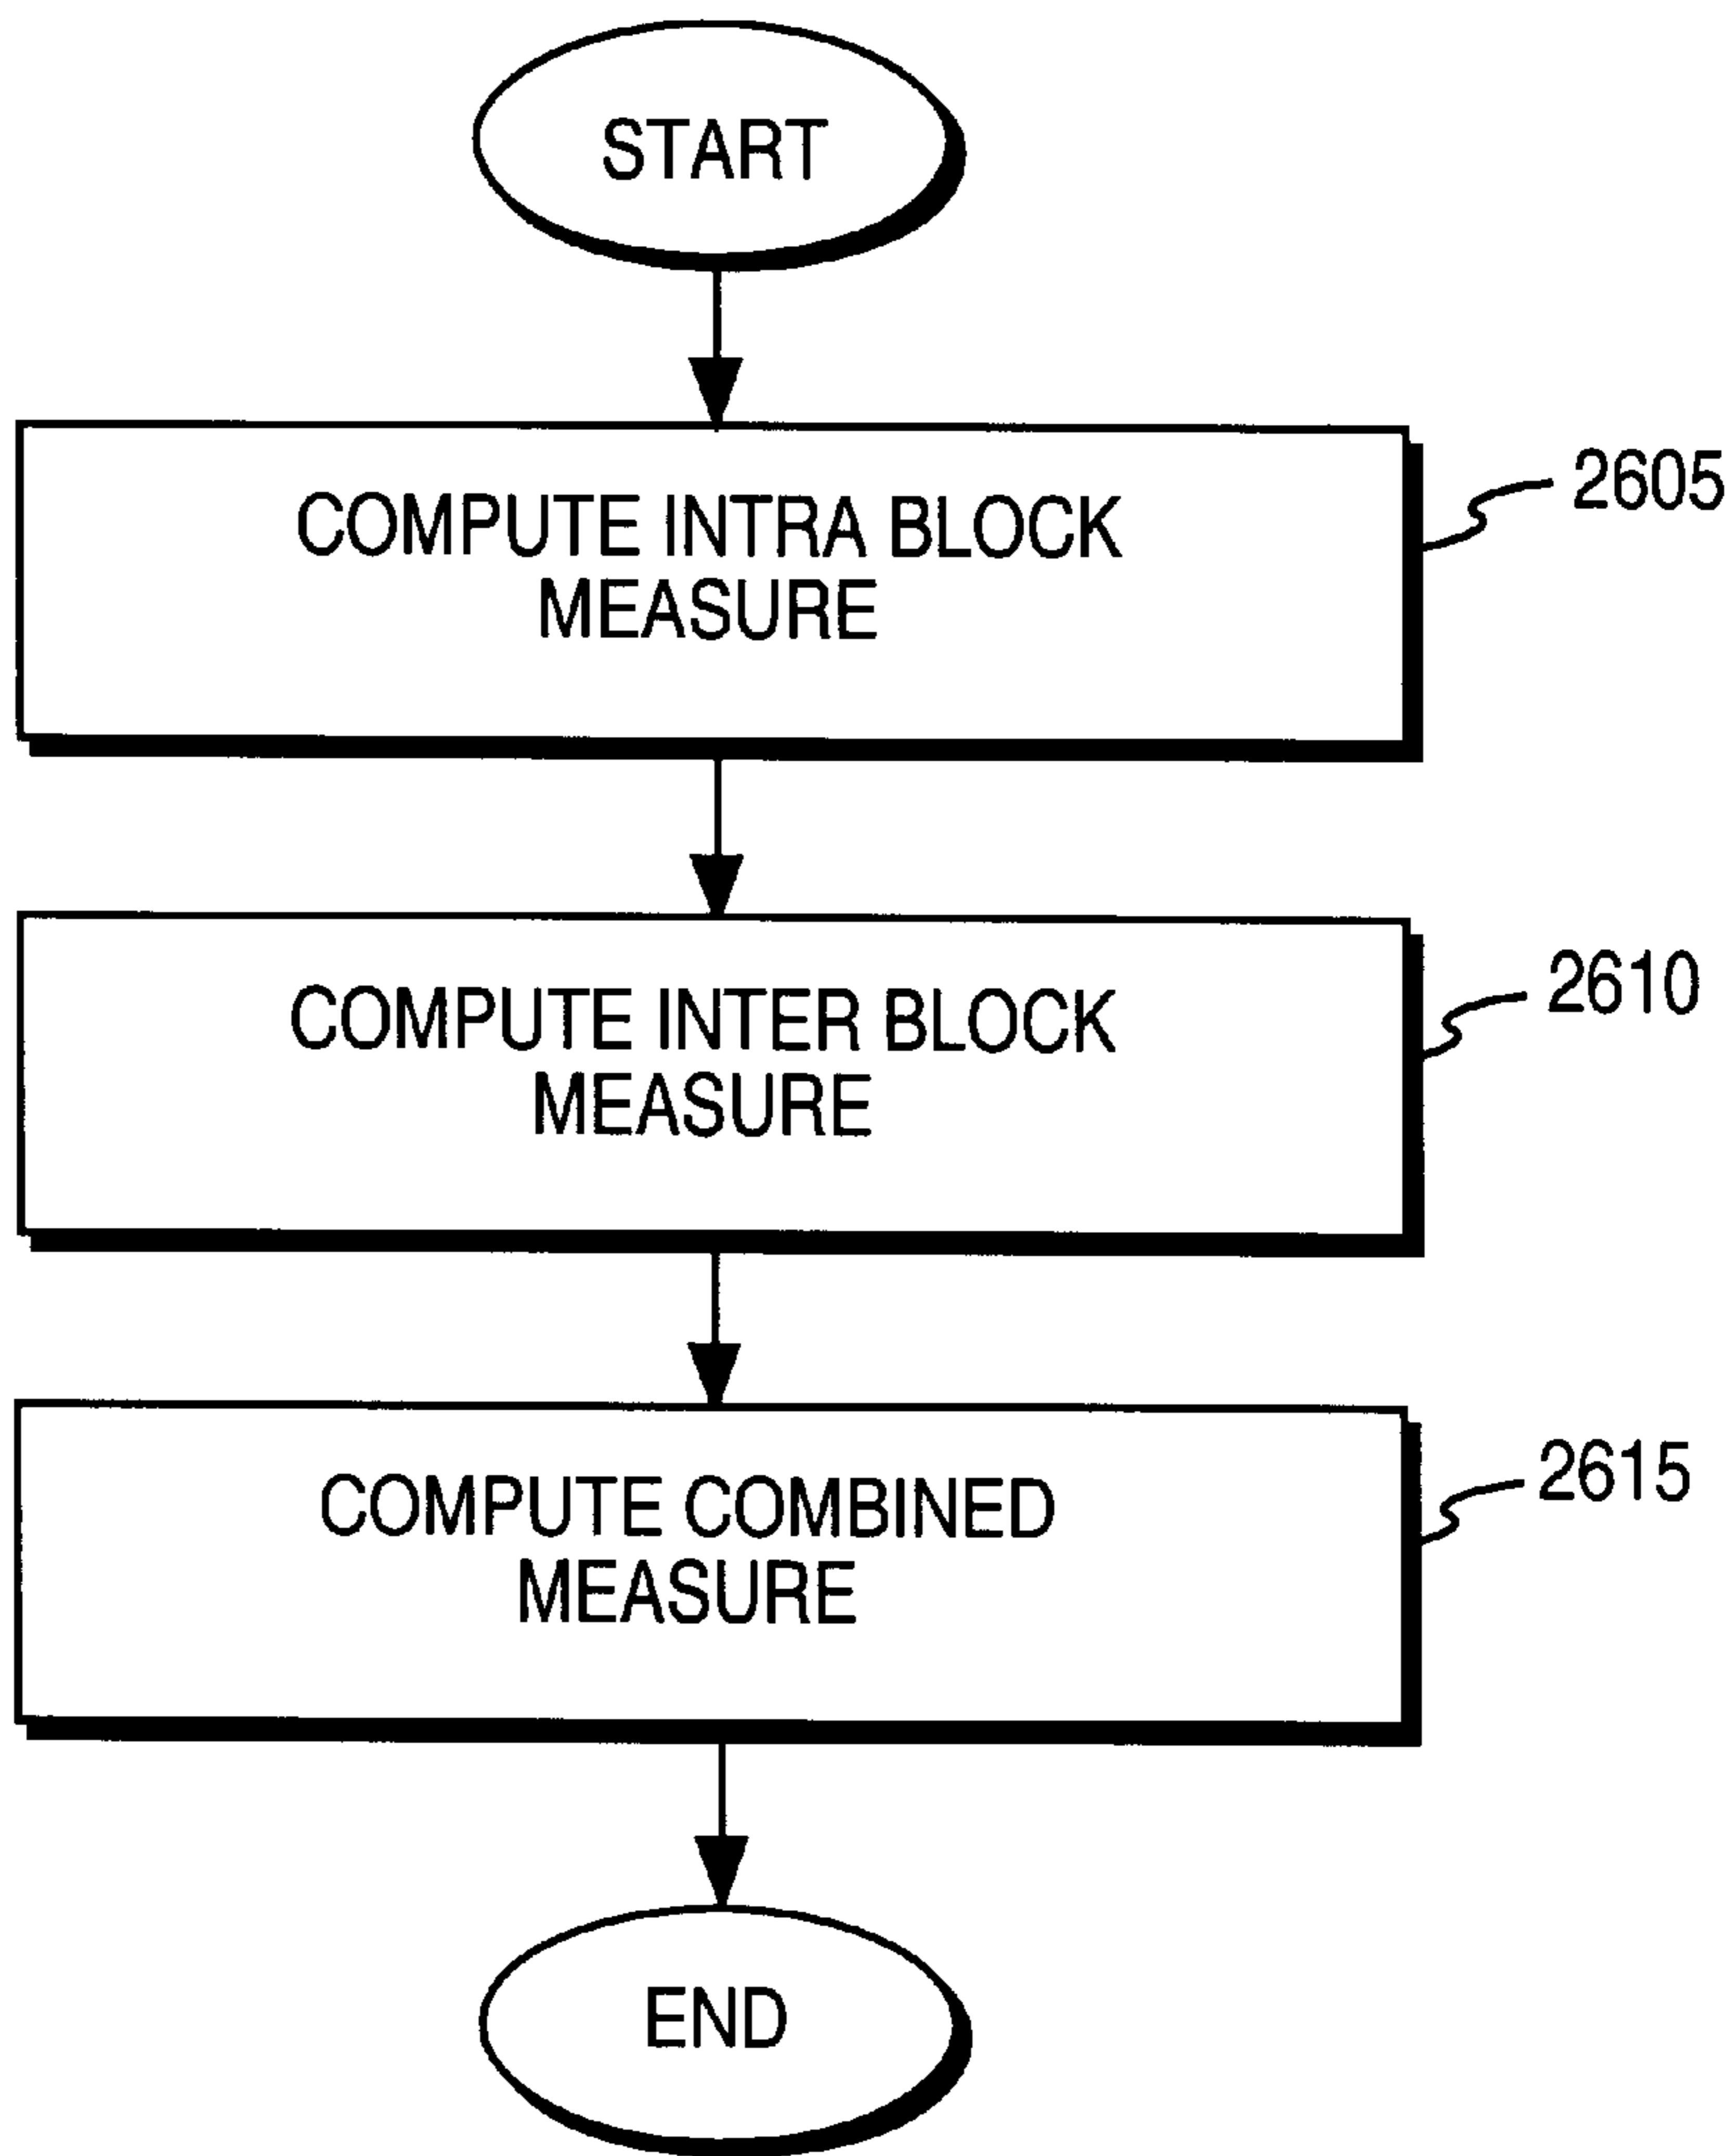 START
COMPUTE INTRA BLOCK
MEASURE
2605
COMPUTE INTER BLOCK
MEASURE
2610
COMPUTE COMBINED
MEASURE
2615
END